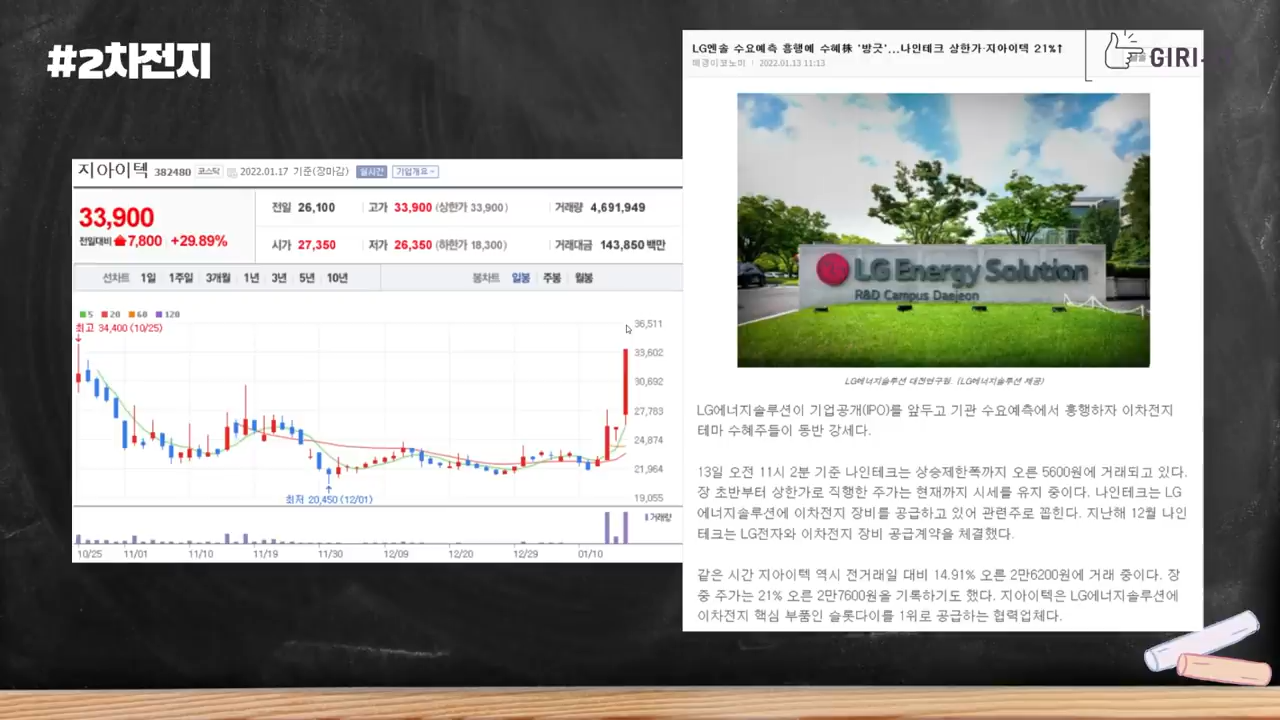 #2차전지
지아이텍 382480 코스닥 2022.01.17 기준(장마감) 실시간 기업개요
33,900
전일대비 7,800 +29.89%
전일 26,100 고가 33,900 (상한가 33,900) 거래량 4,691,949
시가 27,350 저가 26,350 (하한가 18,300) 거래대금 143,850 백만
선차트 1일 1주일 3개월 1년 3년 5년 10년 봉차트 일봉 주봉 월봉
5 20 60 120
최고 34,400 (10/25)
36,511
33,602
30,692
27,783
24,874
21,964
19,055
최저 20,450 (12/01)
거래량
10/25 11/01 11/10 11/19 11/30 12/09 12/20 12/29 01/10
LG엔솔 수요예측 흥행에 수혜株 '방긋'…나인테크 상한가·지아이텍 21%↑
매경이코노미 2022.01.13 11:13
GIRI-
LG Energy Solution
R&D Campus Daejeon
LG에너지솔루션 대전연구원. (LG에너지솔루션 제공)
LG에너지솔루션이 기업공개(IPO)를 앞두고 기관 수요예측에서 흥행하자 이차전지
테마 수혜주들이 동반 강세다.
13일 오전 11시 2분 기준 나인테크는 상승제한폭까지 오른 5600원에 거래되고 있다.
장 초반부터 상한가로 직행한 주가는 현재까지 시세를 유지 중이다. 나인테크는 LG
에너지솔루션에 이차전지 장비를 공급하고 있어 관련주로 꼽힌다. 지난해 12월 나인
테크는 LG전자와 이차전지 장비 공급계약을 체결했다.
같은 시간 지아이텍 역시 전거래일 대비 14.91% 오른 2만6200원에 거래 중이다. 장
중 주가는 21% 오른 2만7600원을 기록하기도 했다. 지아이텍은 LG에너지솔루션에
이차전지 핵심 부품인 슬롯다이를 1위로 공급하는 협력업체다.